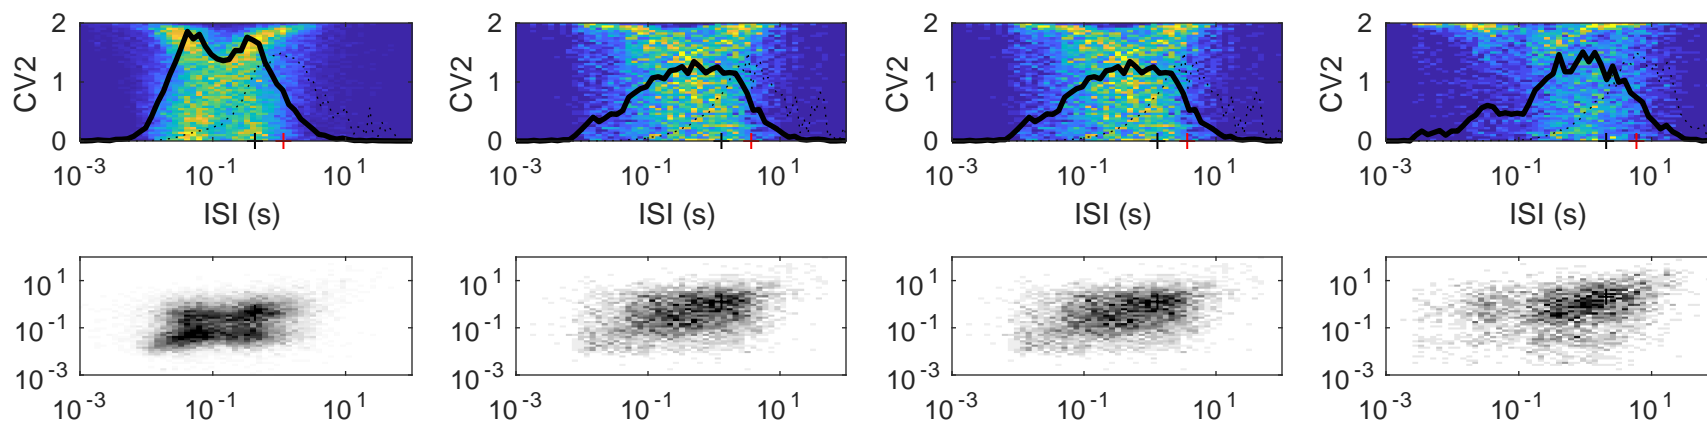 2 2 2 2
CV2 CV2 CV2 CV2
1 1 1 1
0 0 0 0
10^-3 10^-1 10^1 10^-3 10^-1 10^1 10^-3 10^-1 10^1 10^-3 10^-1 10^1
ISI (s) ISI (s) ISI (s) ISI (s)
10^1 10^1 10^1 10^1
10^-1 10^-1 10^-1 10^-1
10^-3 10^-3 10^-3 10^-3
10^-3 10^-1 10^1 10^-3 10^-1 10^1 10^-3 10^-1 10^1 10^-3 10^-1 10^1